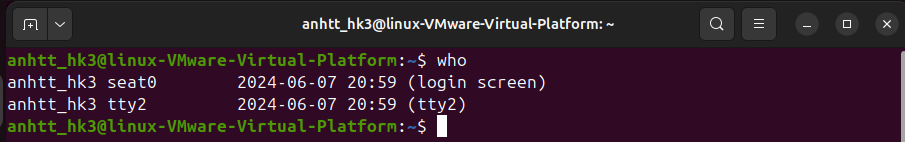 anhtt_hk3@linux-VMware-Virtual-Platform: ~
anhtt_hk3@linux-VMware-Virtual-Platform:~$ who
anhtt_hk3 seat0        2024-06-07 20:59 (login screen)
anhtt_hk3 tty2         2024-06-07 20:59 (tty2)
anhtt_hk3@linux-VMware-Virtual-Platform:~$